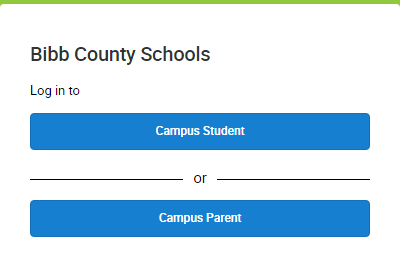 Bibb County Schools
Log in to
Campus Student
or
Campus Parent